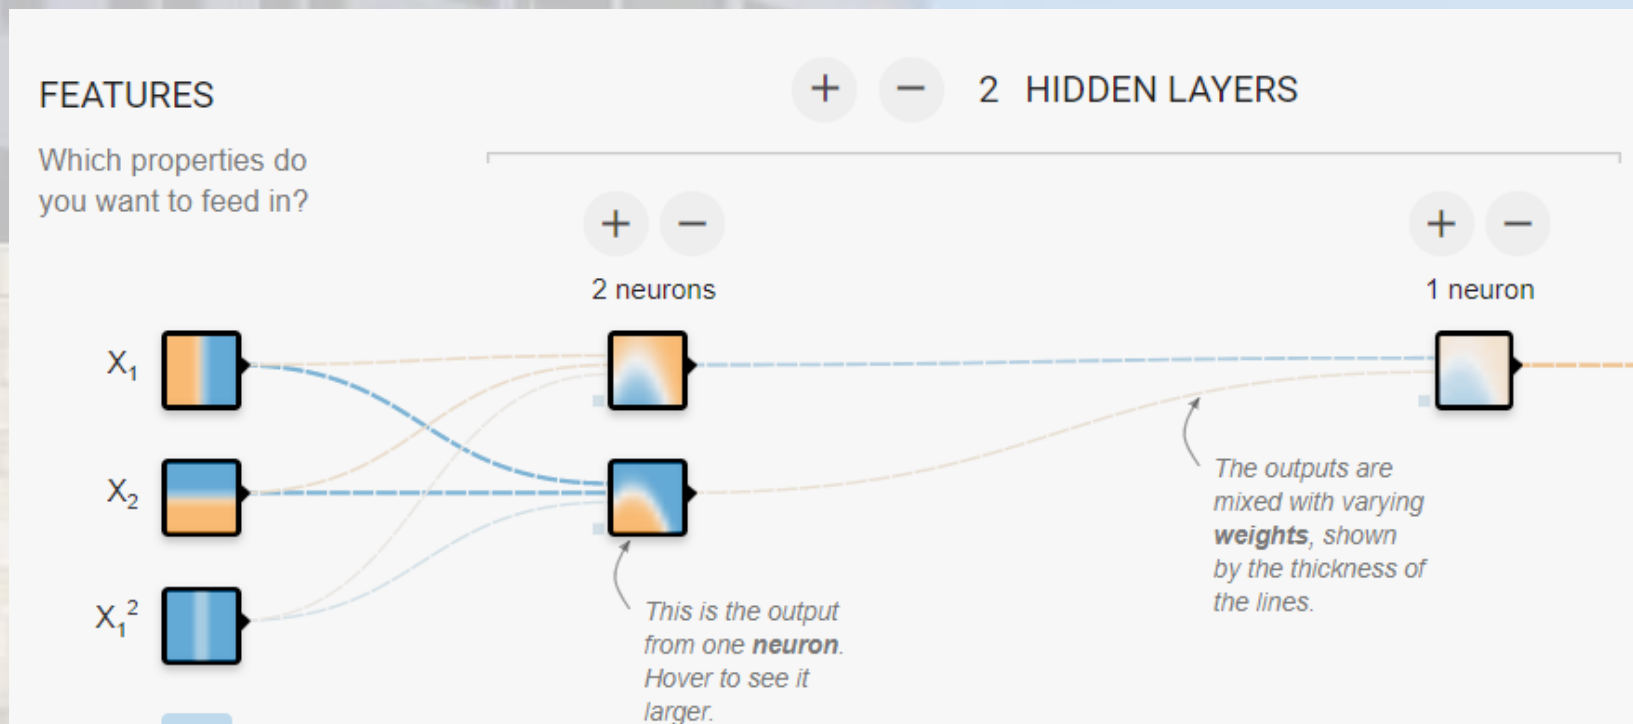 FEATURES
Which properties do
you want to feed in?
+ − 2 HIDDEN LAYERS
+ −
2 neurons
+ −
1 neuron
X₁
X₂
X₁²
This is the output
from one neuron.
Hover to see it
larger.
The outputs are
mixed with varying
weights, shown
by the thickness of
the lines.